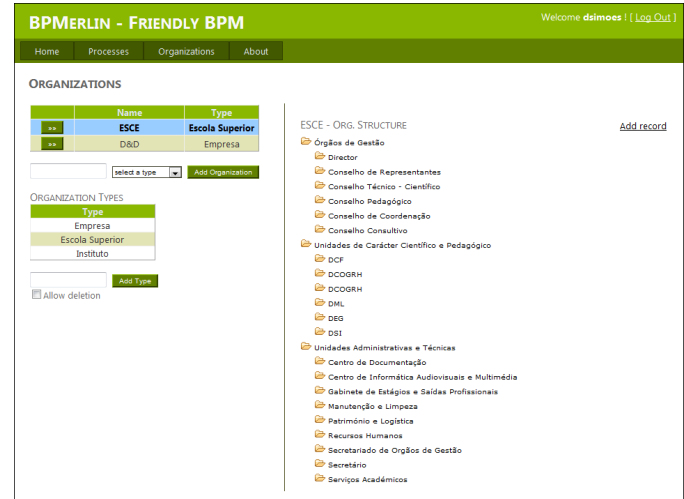 BPMERLIN - FRIENDLY BPM
Welcome dsimoes ! [ Log Out ]
Home Processes Organizations About
ORGANIZATIONS
Name Type
»» ESCE Escola Superior
»» D&D Empresa
select a type Add Organization
ORGANIZATION TYPES
Type
Empresa
Escola Superior
Instituto
Add Type
Allow deletion
ESCE - ORG. STRUCTURE Add record
Órgãos de Gestão
Director
Conselho de Representantes
Conselho Técnico - Científico
Conselho Pedagógico
Conselho de Coordenação
Conselho Consultivo
Unidades de Carácter Científico e Pedagógico
DCF
DCOGRH
DCOGRH
DML
DEG
DSI
Unidades Administrativas e Técnicas
Centro de Documentação
Centro de Informática Audiovisuais e Multimédia
Gabinete de Estágios e Saídas Profissionais
Manutenção e Limpeza
Património e Logística
Recursos Humanos
Secretariado de Orgãos de Gestão
Secretário
Serviços Académicos